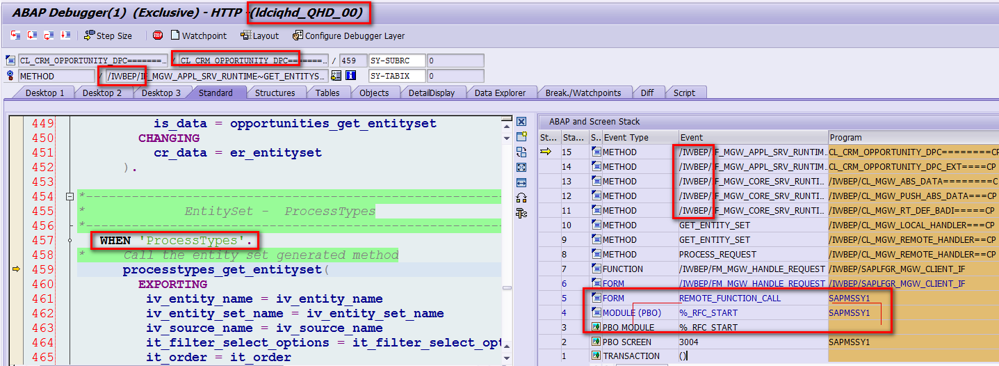 ABAP Debugger(1) (Exclusive) - HTTP -(ldciqhd_QHD_00)
Step Size Watchpoint Layout Configure Debugger Layer
CL_CRM_OPPORTUNITY_DPC=======... / CL_CRM_OPPORTUNITY_DPC=======... / 459 SY-SUBRC 0
METHOD / /IWBEP/IF_MGW_APPL_SRV_RUNTIME~GET_ENTITYS... SY-TABIX 0
Desktop 1 Desktop 2 Desktop 3 Standard Structures Tables Objects DetailDisplay Data Explorer Break./Watchpoints Diff Script
449 is_data = opportunities_get_entityset
450 CHANGING
451 cr_data = er_entityset
452 ).
453
454 *-----------------------------------------------------
455 * EntitySet - ProcessTypes
456 *-----------------------------------------------------
457 WHEN 'ProcessTypes'.
458 * Call the entity set generated method
459 processtypes_get_entityset(
460 EXPORTING
461 iv_entity_name = iv_entity_name
462 iv_entity_set_name = iv_entity_set_name
463 iv_source_name = iv_source_name
464 it_filter_select_options = it_filter_select_opt
465 it_order = it_order
ABAP and Screen Stack
St... Sta... S.. Event Type Event Program
15 METHOD /IWBEP/IF_MGW_APPL_SRV_RUNTIM... CL_CRM_OPPORTUNITY_DPC========CP
14 METHOD /IWBEP/IF_MGW_APPL_SRV_RUNTIM... CL_CRM_OPPORTUNITY_DPC_EXT====CP
13 METHOD /IWBEP/IF_MGW_CORE_SRV_RUNTI... /IWBEP/CL_MGW_ABS_DATA========C
12 METHOD /IWBEP/IF_MGW_CORE_SRV_RUNTI... /IWBEP/CL_MGW_PUSH_ABS_DATA===CP
11 METHOD /IWBEP/IF_MGW_CORE_SRV_RUNTI... /IWBEP/CL_MGW_RT_DEF_BADI=====CP
10 METHOD GET_ENTITY_SET /IWBEP/CL_MGW_LOCAL_HANDLER===CP
9 METHOD GET_ENTITY_SET /IWBEP/CL_MGW_REMOTE_HANDLER==CP
8 METHOD PROCESS_REQUEST /IWBEP/CL_MGW_REMOTE_HANDLER==CP
7 FUNCTION /IWBEP/FM_MGW_HANDLE_REQUEST /IWBEP/SAPLFGR_MGW_CLIENT_IF
6 FORM /IWBEP/FM_MGW_HANDLE_REQUEST /IWBEP/SAPLFGR_MGW_CLIENT_IF
5 FORM REMOTE_FUNCTION_CALL SAPMSSY1
4 MODULE (PBO) %_RFC_START SAPMSSY1
3 PBO MODULE %_RFC_START
2 PBO SCREEN 3004 SAPMSSY1
1 TRANSACTION ()